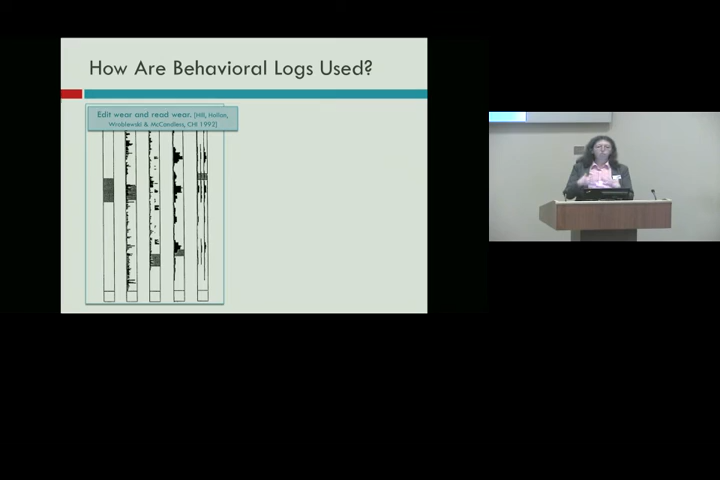 How Are Behavioral Logs Used?
Edit wear and read wear. [Hill, Hollan,
Wroblewski & McCandless, CHI 1992]